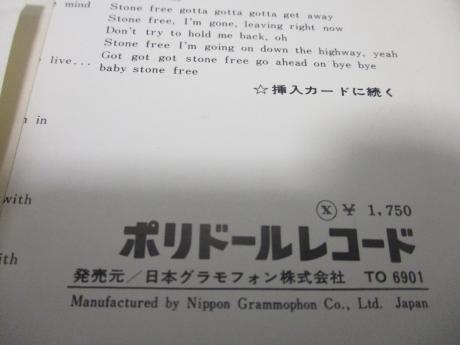 mind
Stone free gotta gotta gotta get away
Stone free, I'm gone, leaving right now
Don't try to hold me back, oh
Stone free I'm going on down the highway, yeah
live... Got got got stone free go ahead on bye bye
baby stone free
☆挿入カードに続く
in
with
with
Ⓧ ¥ 1,750
ポリドールレコード
発売元/日本グラモフォン株式会社 TO 6901
Manufactured by Nippon Grammophon Co., Ltd. Japan